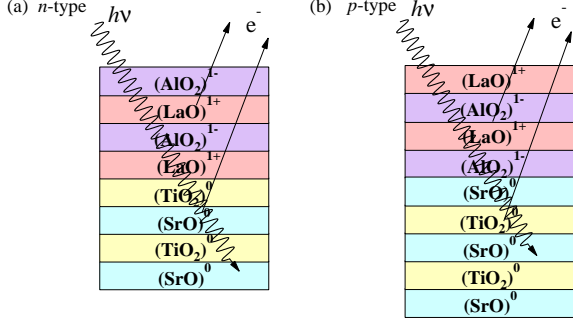 (a) n-type hν e⁻
(AlO₂)¹⁻
(LaO)¹⁺
(AlO₂)¹⁻
(LaO)¹⁺
(TiO₂)⁰
(SrO)⁰
(TiO₂)⁰
(SrO)⁰
(b) p-type hν e⁻
(LaO)¹⁺
(AlO₂)¹⁻
(LaO)¹⁺
(AlO₂)¹⁻
(SrO)⁰
(TiO₂)⁰
(SrO)⁰
(TiO₂)⁰
(SrO)⁰